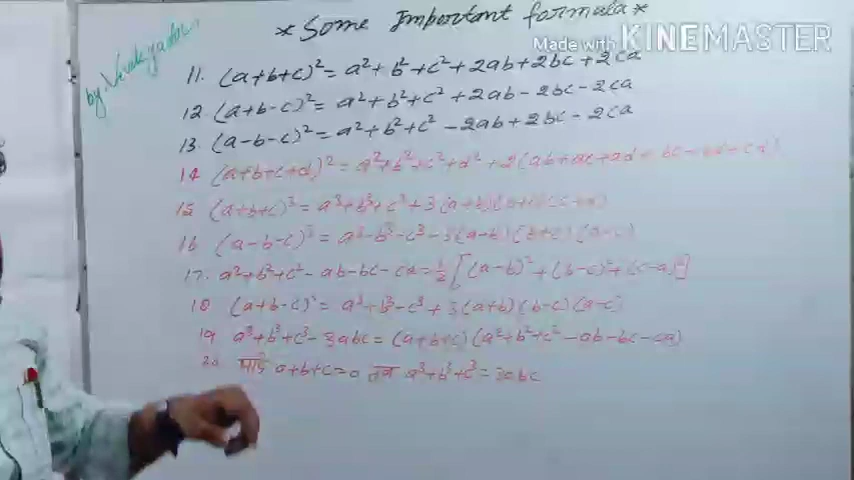 *Some Important formula*
Made with KINEMASTER
by. Vivek yadav
11. (a+b+c)²= a²+b²+c²+2ab+2bc+2ca
12. (a+b-c)²= a²+b²+c²+2ab-2bc-2ca
13. (a-b-c)²= a²+b²+c²-2ab+2bc-2ca
14 (a+b+c+d)²= a²+b²+c²+d²+2(ab+ac+ad+bc+bd+cd)
15 (a+b+c)³= a³+b³+c³+3(a+b)(b+c)(c+a)
16 (a-b-c)³= a³-b³-c³-3(a-b)(b+c)(a-c)
17. a²+b²+c²-ab-bc-ca=½[(a-b)²+(b-c)²+(c-a)²]
18 (a+b-c)³= a³+b³-c³+3(a+b)(b-c)(a-c)
19 a³+b³+c³-3abc=(a+b+c)(a²+b²+c²-ab-bc-ca)
20 यदि a+b+c=0 तब a³+b³+c³=3abc